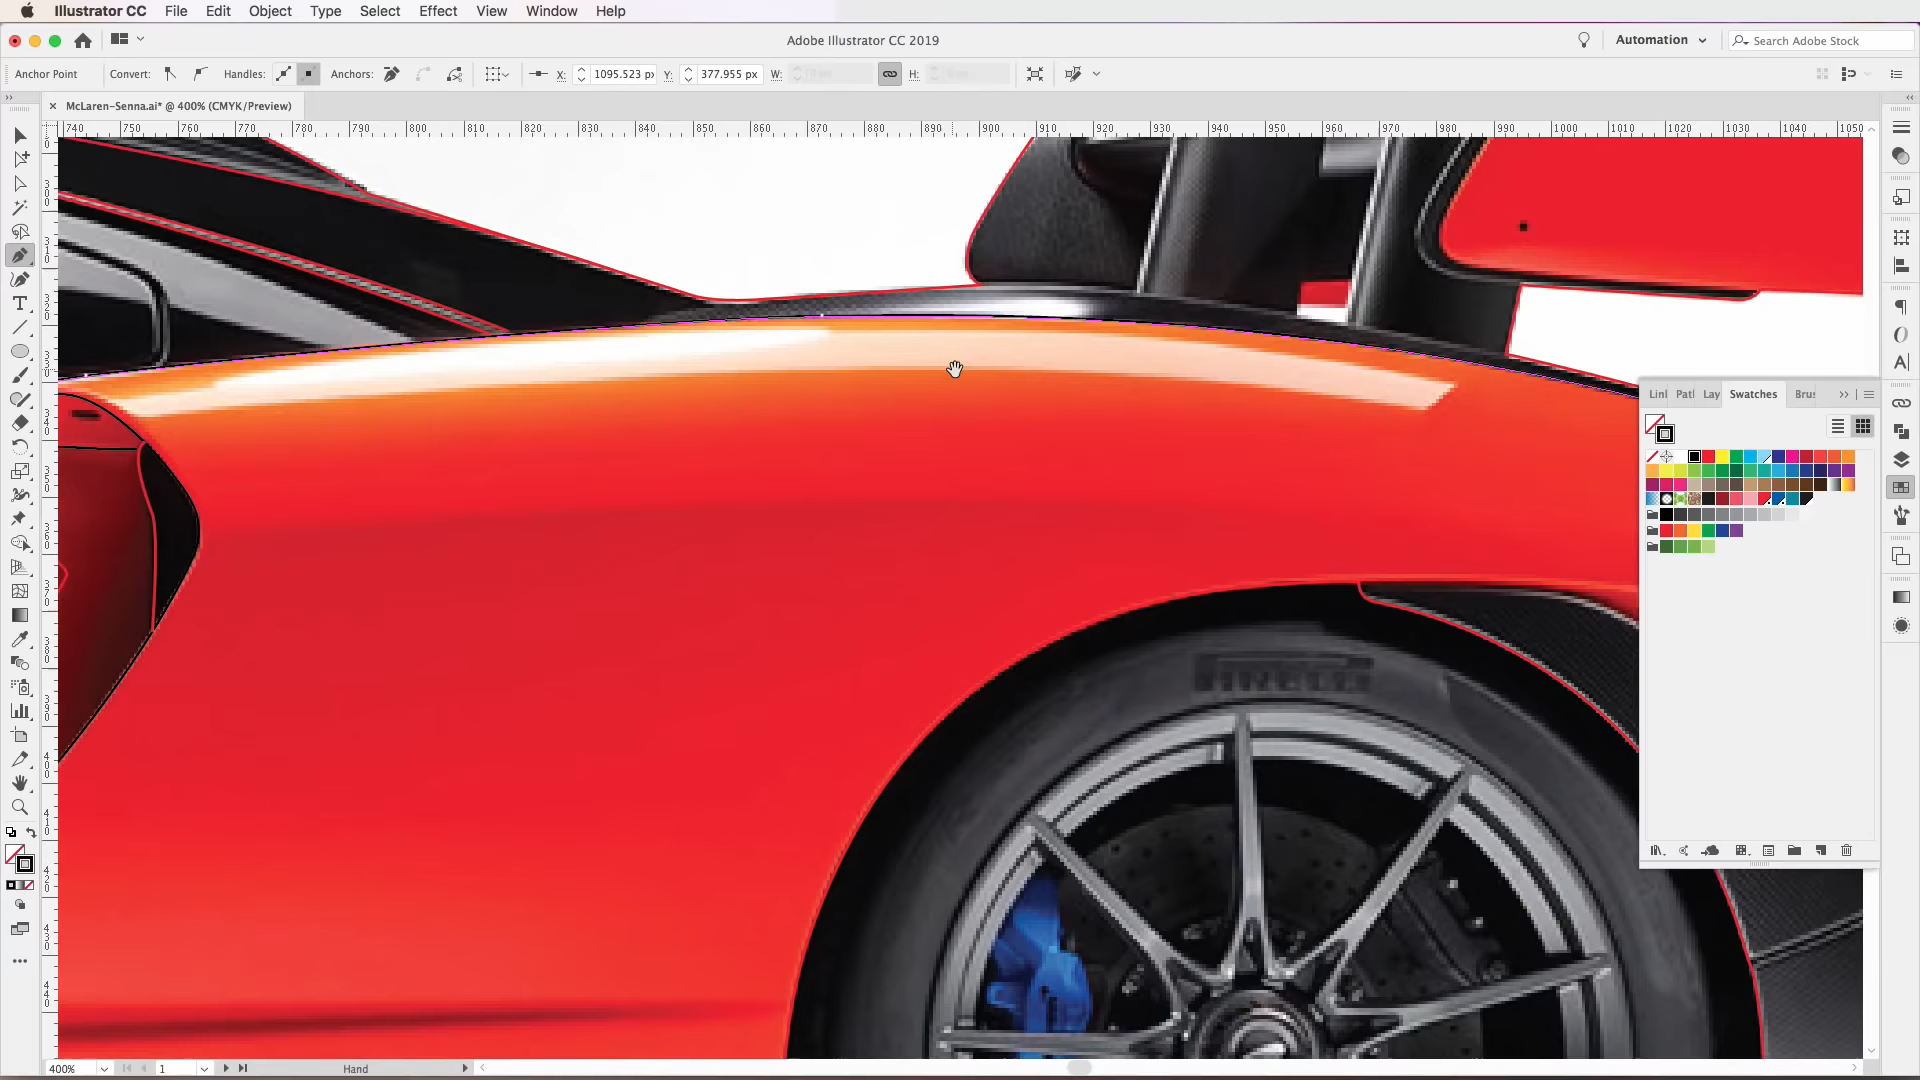 Illustrator CC File Edit Object Type Select Effect View Window Help
Adobe Illustrator CC 2019
Automation
Search Adobe Stock
Anchor Point Convert: Handles: Anchors: X: 1095.523 px Y: 377.955 px W: H:
McLaren-Senna.ai* @ 400% (CMYK/Preview)
740 750 760 770 780 790 800 810 820 830 840 850 860 870 880 890 900 910 920 930 940 950 960 970 980 990 1000 1010 1020 1030 1040 1050
Swatches
Lay
400% 1 Hand